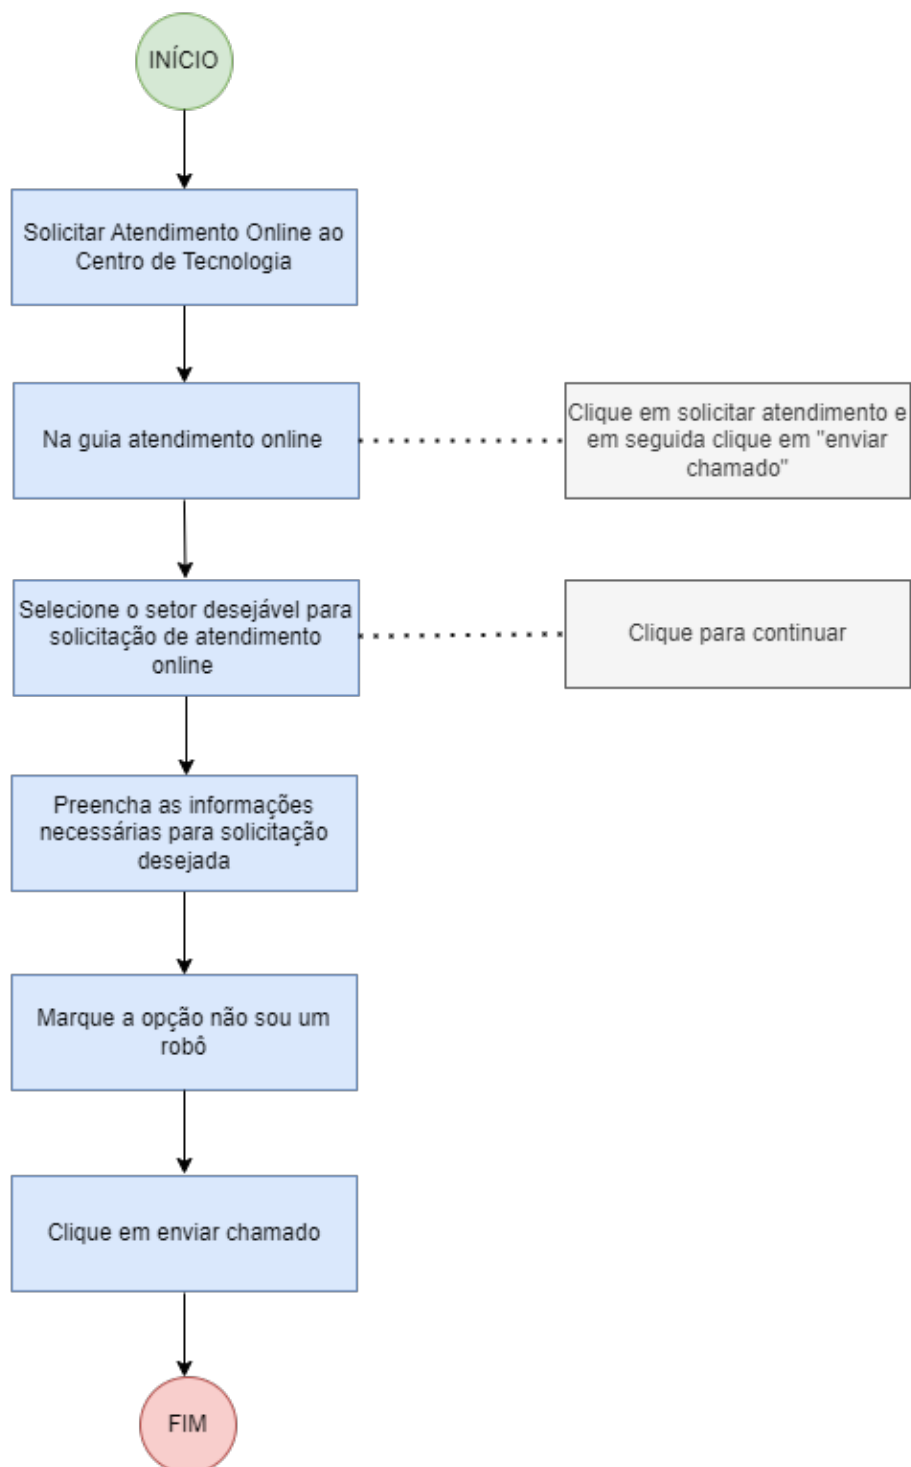 INÍCIO
Solicitar Atendimento Online ao
Centro de Tecnologia
Na guia atendimento online
Clique em solicitar atendimento e
em seguida clique em "enviar
chamado"
Selecione o setor desejável para
solicitação de atendimento
online
Clique para continuar
Preencha as informações
necessárias para solicitação
desejada
Marque a opção não sou um
robô
Clique em enviar chamado
FIM